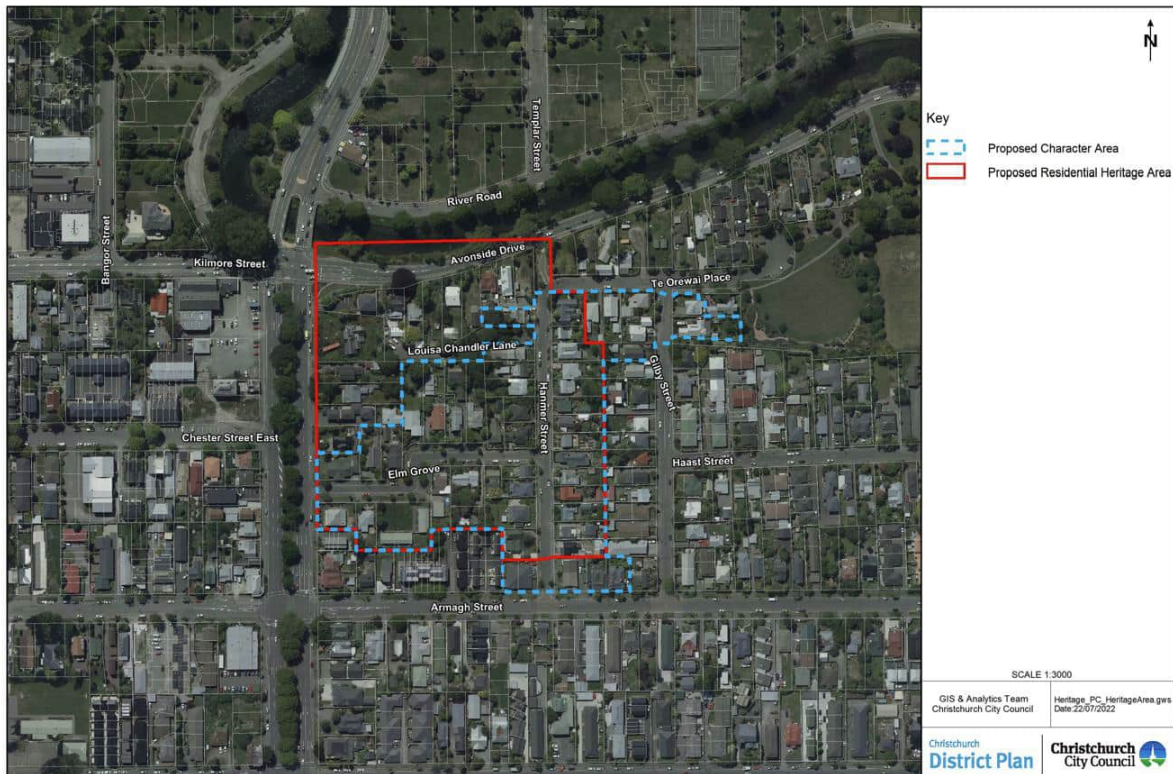 N
Key
Proposed Character Area
Proposed Residential Heritage Area
Templar Street
River Road
Bangor Street
Kilmore Street
Avonside Drive
Te Orewai Place
Louisa Chandler Lane
Hanmer Street
Gilby Street
Chester Street East
Elm Grove
Haast Street
Armagh Street
SCALE 1:3000
GIS & Analytics Team
Christchurch City Council
Heritage_PC_HeritageArea.gws
Date:22/07/2022
Christchurch
District Plan
Christchurch
City Council